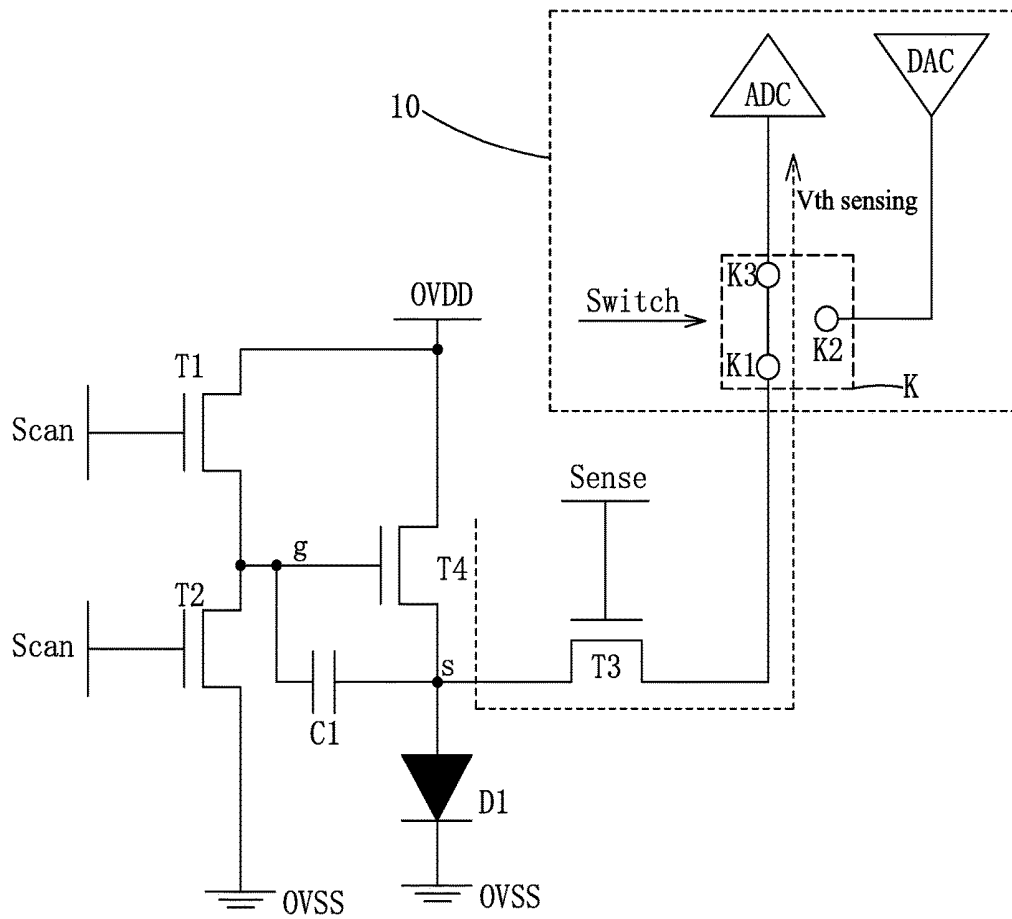 DAC
ADC
10
Vth sensing
K3
OVDD
Switch
K2
T1
K1
K
Scan
Sense
g
T4
T2
Scan
s
T3
C1
D1
OVSS
OVSS